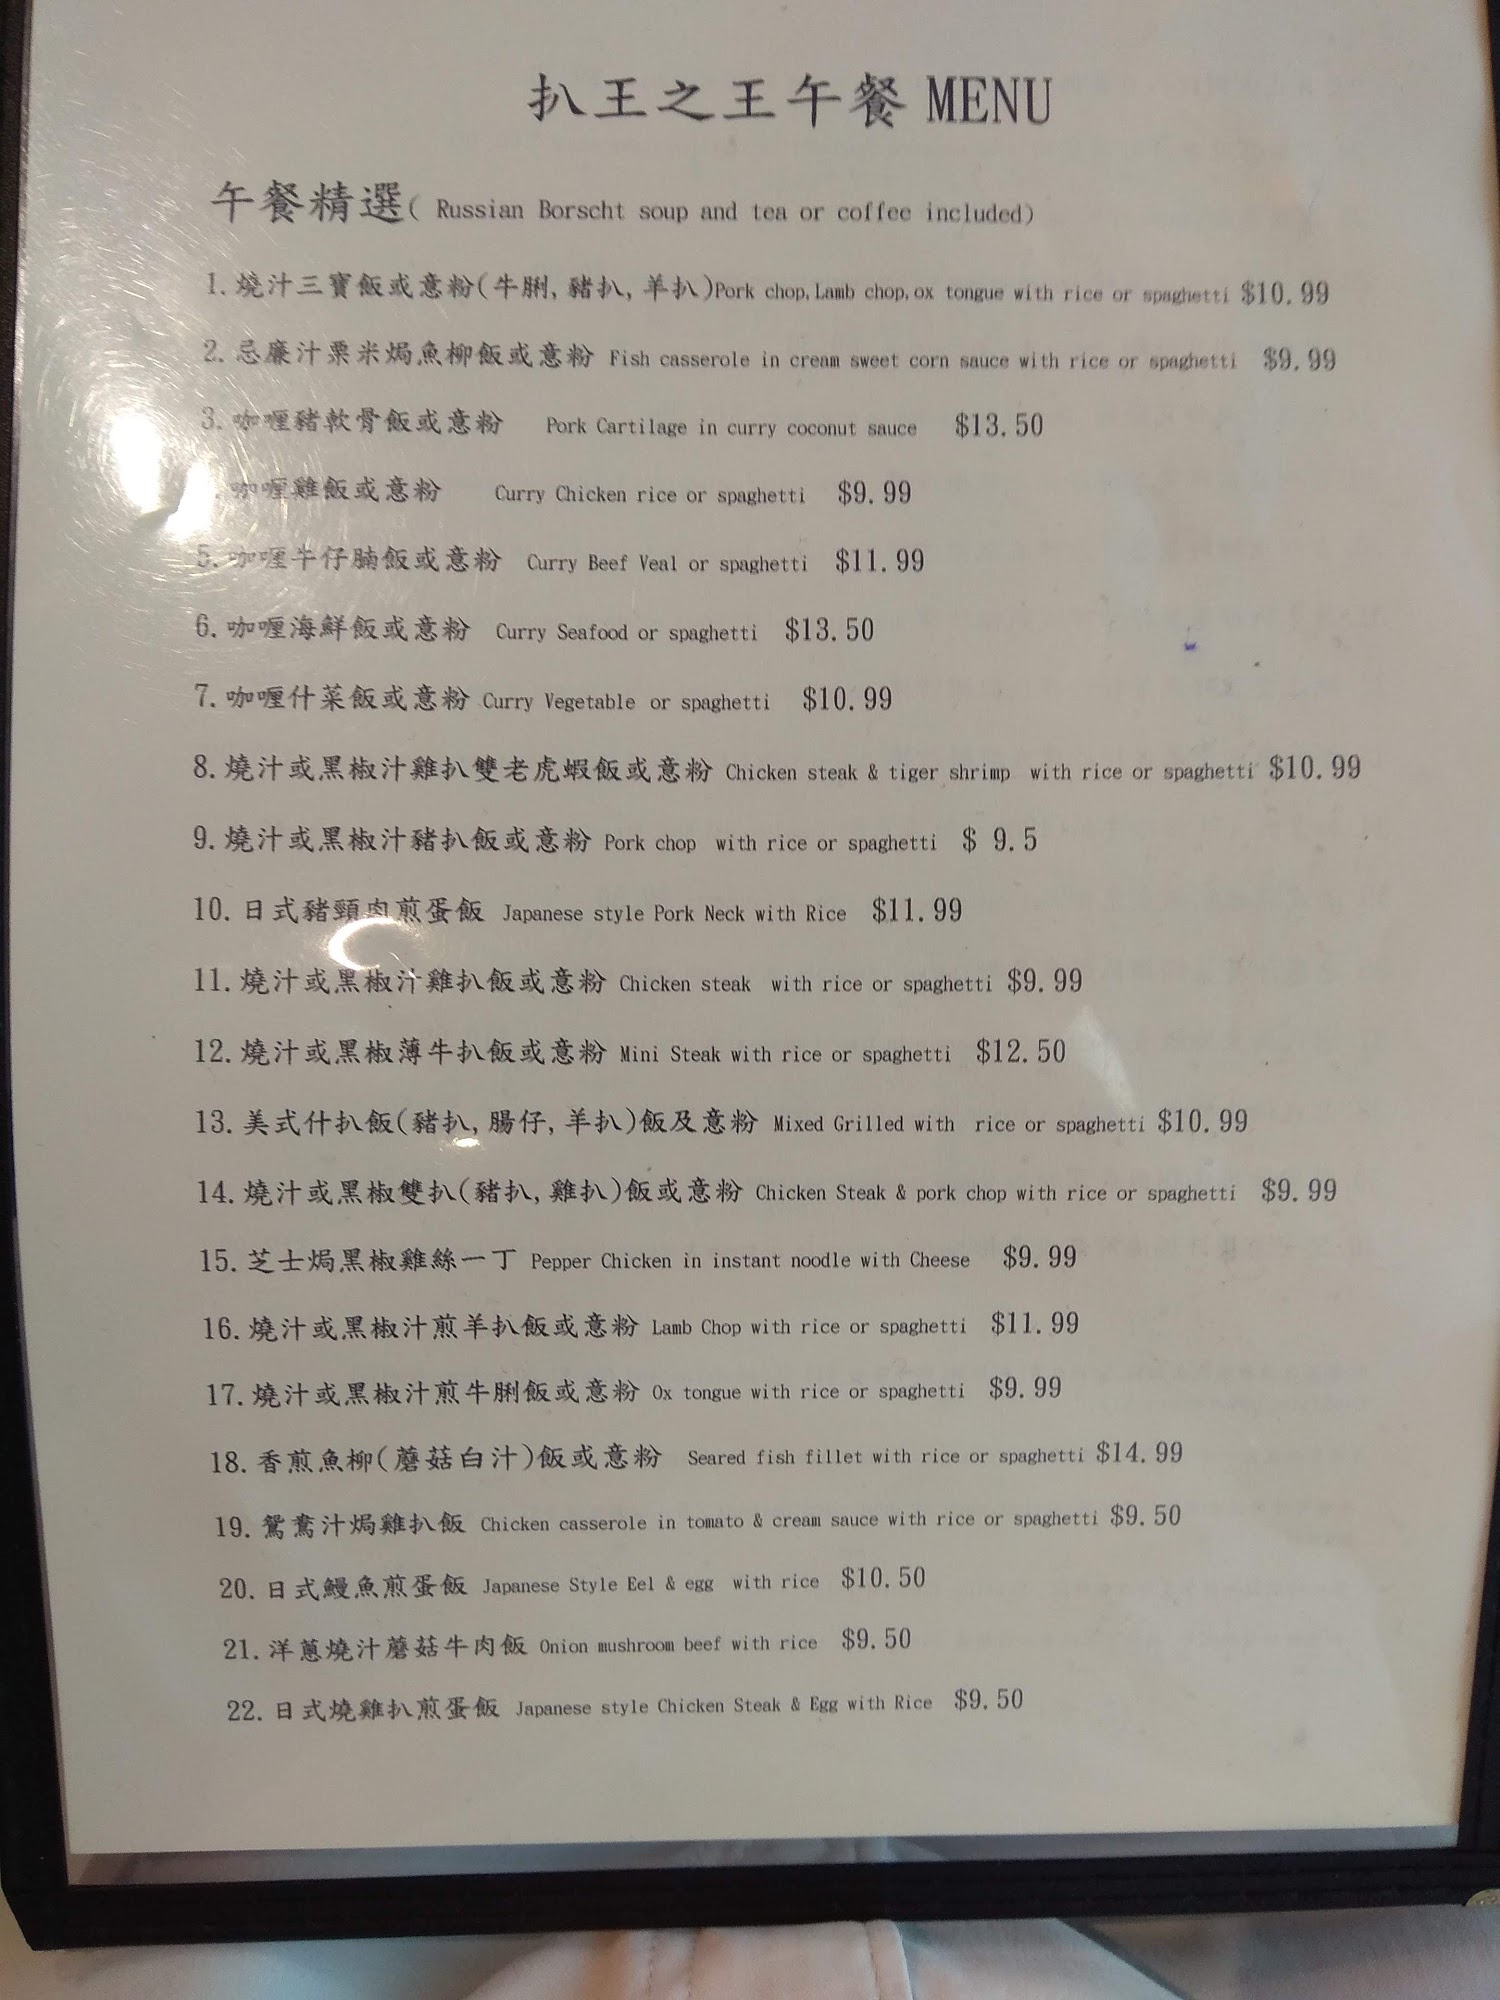 扒王之王午餐 MENU
午餐精選( Russian Borscht soup and tea or coffee included)
1. 燒汁三寶飯或意粉(牛脷, 豬扒, 羊扒)Pork chop, Lamb chop, ox tongue with rice or spaghetti $10.99
2. 忌廉汁粟米焗魚柳飯或意粉 Fish casserole in cream sweet corn sauce with rice or spaghetti $9.99
3. 咖喱豬軟骨飯或意粉 Pork Cartilage in curry coconut sauce $13.50
咖喱雞飯或意粉 Curry Chicken rice or spaghetti $9.99
5. 咖喱牛仔腩飯或意粉 Curry Beef Veal or spaghetti $11.99
6. 咖喱海鮮飯或意粉 Curry Seafood or spaghetti $13.50
7. 咖喱什菜飯或意粉 Curry Vegetable or spaghetti $10.99
8. 燒汁或黑椒汁雞扒雙老虎蝦飯或意粉 Chicken steak & tiger shrimp with rice or spaghetti $10.99
9. 燒汁或黑椒汁豬扒飯或意粉 Pork chop with rice or spaghetti $ 9.5
10. 日式豬頸肉煎蛋飯 Japanese style Pork Neck with Rice $11.99
11. 燒汁或黑椒汁雞扒飯或意粉 Chicken steak with rice or spaghetti $9.99
12. 燒汁或黑椒薄牛扒飯或意粉 Mini Steak with rice or spaghetti $12.50
13. 美式什扒飯(豬扒, 腸仔, 羊扒)飯及意粉 Mixed Grilled with rice or spaghetti $10.99
14. 燒汁或黑椒雙扒(豬扒, 雞扒)飯或意粉 Chicken Steak & pork chop with rice or spaghetti $9.99
15. 芝士焗黑椒雞絲一丁 Pepper Chicken in instant noodle with Cheese $9.99
16. 燒汁或黑椒汁煎羊扒飯或意粉 Lamb Chop with rice or spaghetti $11.99
17. 燒汁或黑椒汁煎牛脷飯或意粉 Ox tongue with rice or spaghetti $9.99
18. 香煎魚柳(蘑菇白汁)飯或意粉 Seared fish fillet with rice or spaghetti $14.99
19. 鴛鴦汁焗雞扒飯 Chicken casserole in tomato & cream sauce with rice or spaghetti $9.50
20. 日式鰻魚煎蛋飯 Japanese Style Eel & egg with rice $10.50
21. 洋蔥燒汁蘑菇牛肉飯 Onion mushroom beef with rice $9.50
22. 日式燒雞扒煎蛋飯 Japanese style Chicken Steak & Egg with Rice $9.50